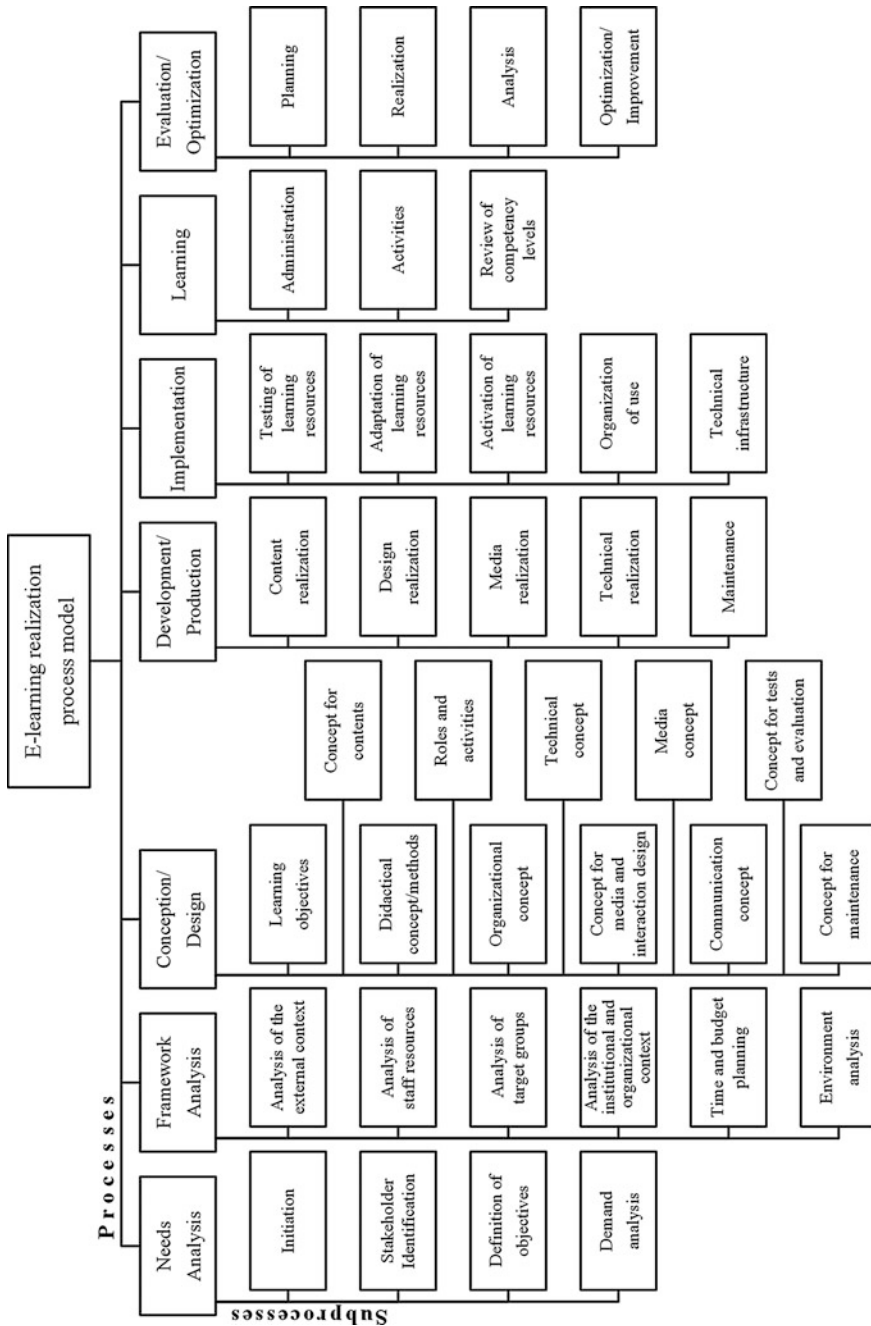 E-learning realization
process model
Processes
Subprocesses
Needs
Analysis
Initiation
Stakeholder
Identification
Definition of
objectives
Demand
analysis
Framework
Analysis
Analysis of the
external context
Analysis of
staff resources
Analysis of
target groups
Analysis of the
institutional and
organizational
context
Time and budget
planning
Environment
analysis
Conception/
Design
Learning
objectives
Concept for
contents
Didactical
concept/methods
Roles and
activities
Organizational
concept
Technical
concept
Concept for
media and
interaction design
Media
concept
Communication
concept
Concept for tests
and evaluation
Concept for
maintenance
Development/
Production
Content
realization
Design
realization
Media
realization
Technical
realization
Maintenance
Implementation
Testing of
learning
resources
Adaptation of
learning
resources
Activation of
learning
resources
Organization
of use
Technical
infrastructure
Learning
Administration
Activities
Review of
competency
levels
Evaluation/
Optimization
Planning
Realization
Analysis
Optimization/
Improvement